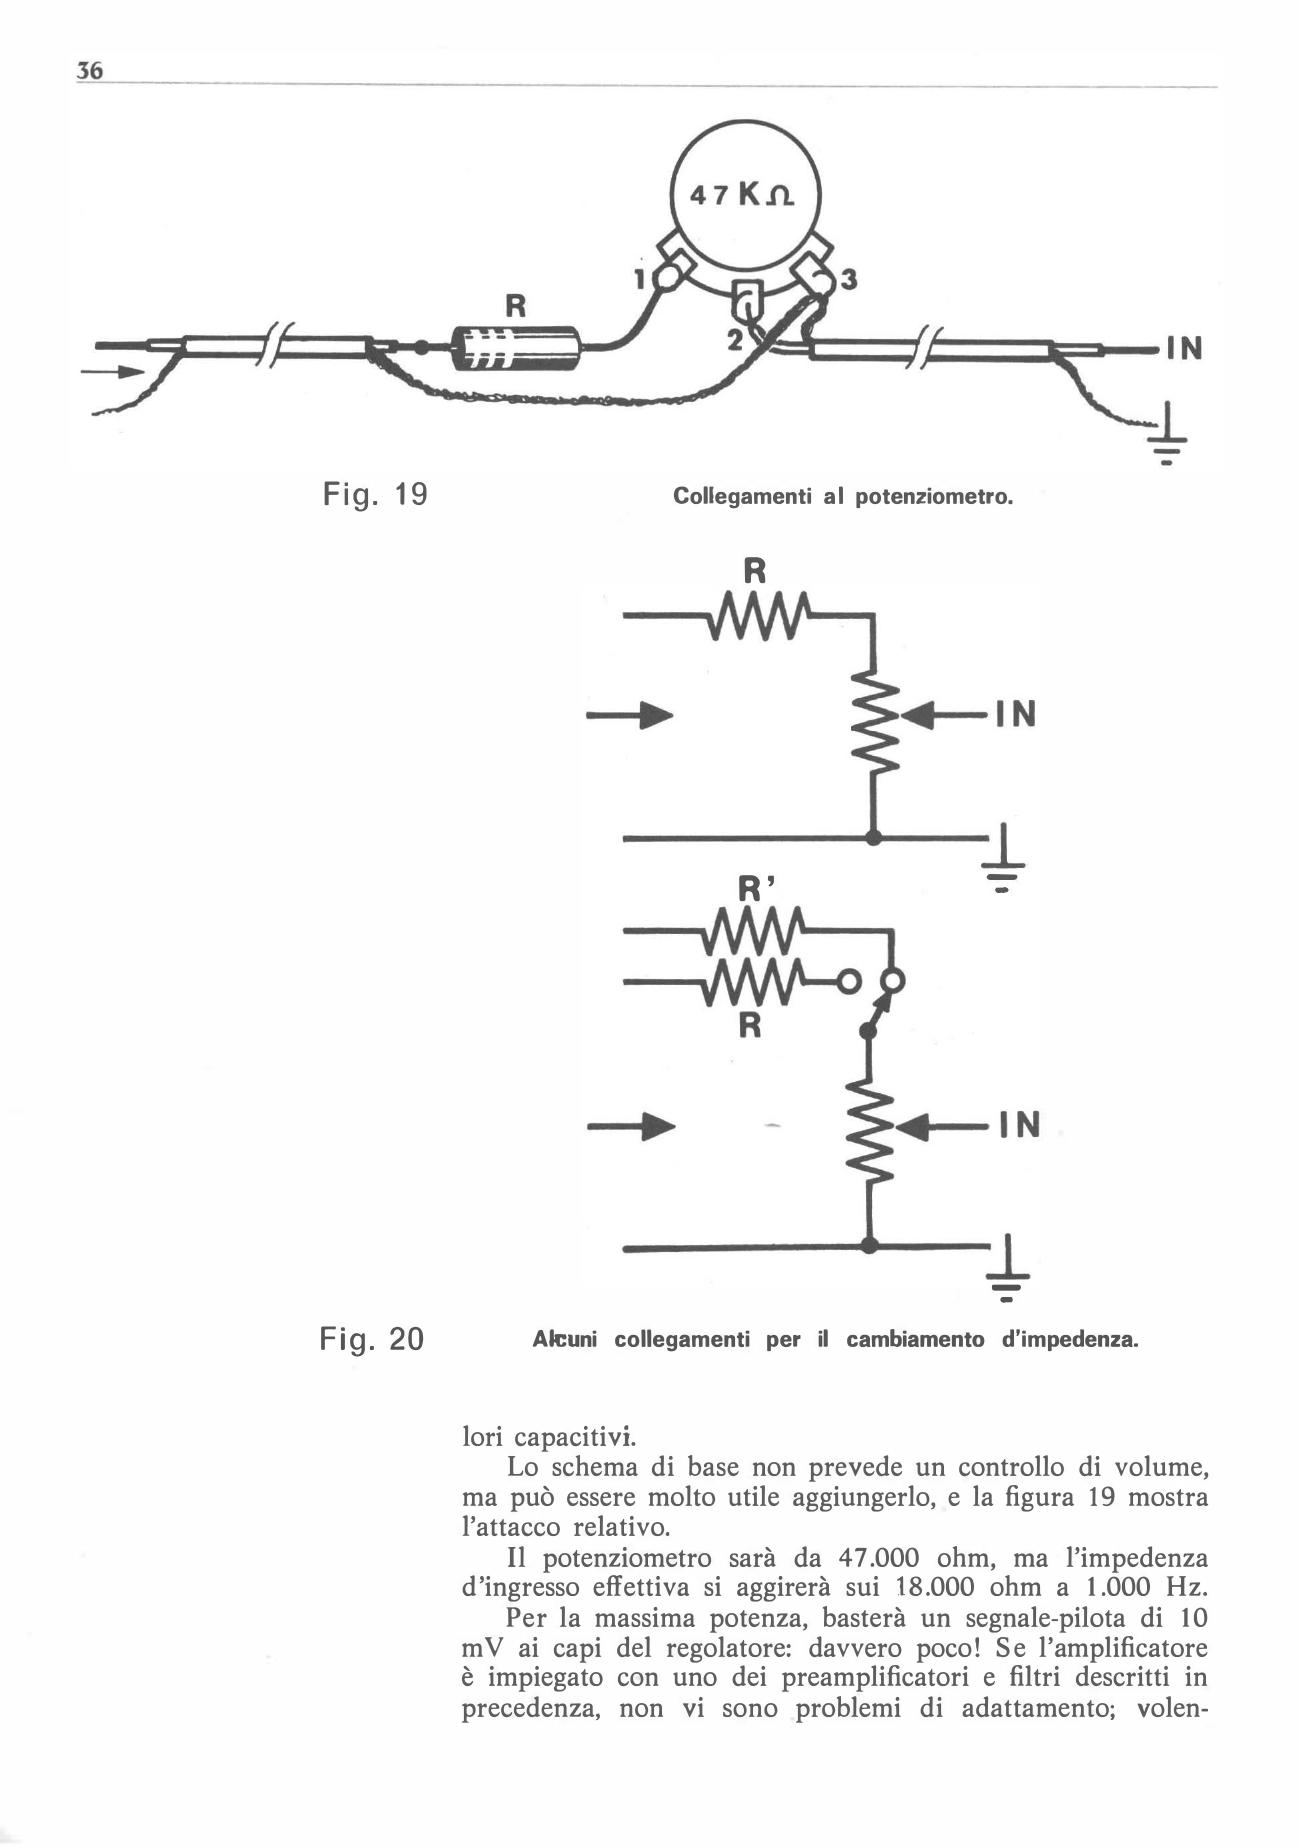 36
47 KΩ
1
3
R
2
IN
Fig. 19 Collegamenti al potenziometro.
R
IN
R'
R
IN
Fig. 20 Alcuni collegamenti per il cambiamento d'impedenza.
lori capacitivi.
Lo schema di base non prevede un controllo di volume,
ma può essere molto utile aggiungerlo, e la figura 19 mostra
l'attacco relativo.
Il potenziometro sarà da 47.000 ohm, ma l'impedenza
d'ingresso effettiva si aggirerà sui 18.000 ohm a 1.000 Hz.
Per la massima potenza, basterà un segnale-pilota di 10
mV ai capi del regolatore: davvero poco! Se l'amplificatore
è impiegato con uno dei preamplificatori e filtri descritti in
precedenza, non vi sono problemi di adattamento; volen-